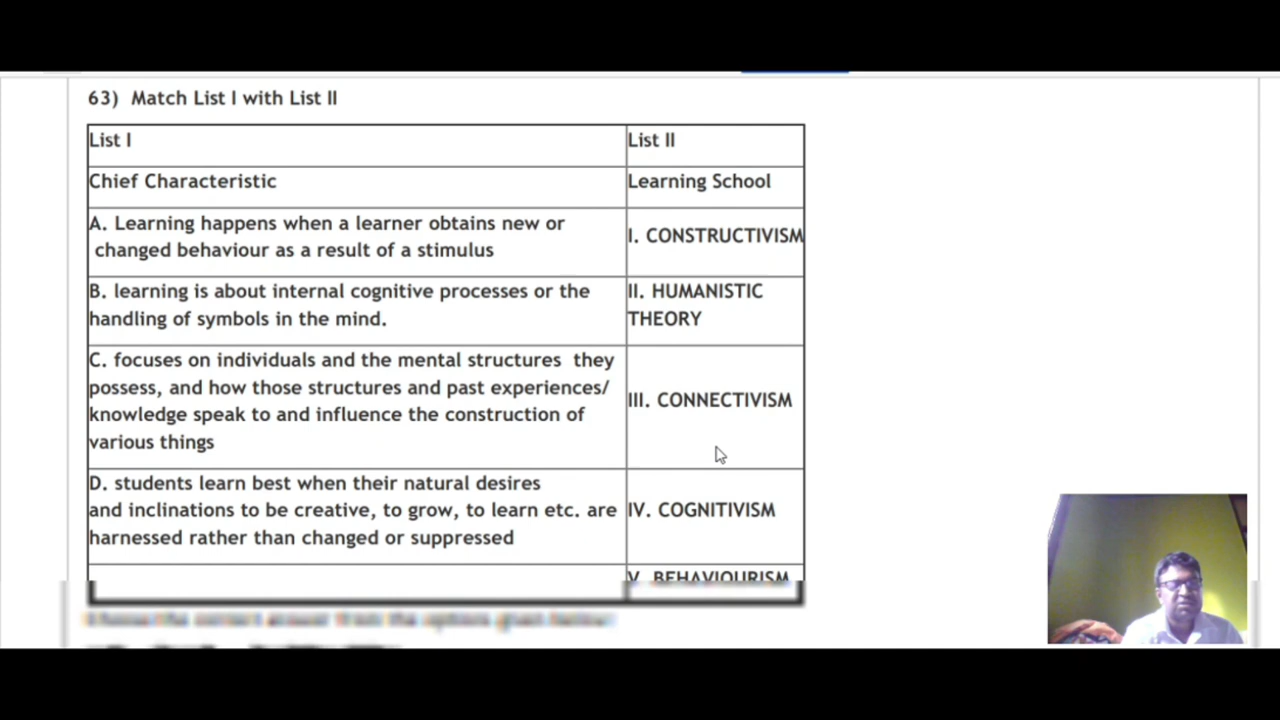 63) Match List I with List II
List I
List II
Chief Characteristic
Learning School
A. Learning happens when a learner obtains new or
changed behaviour as a result of a stimulus
I. CONSTRUCTIVISM
B. learning is about internal cognitive processes or the
handling of symbols in the mind.
II. HUMANISTIC
THEORY
C. focuses on individuals and the mental structures they
possess, and how those structures and past experiences/
knowledge speak to and influence the construction of
various things
III. CONNECTIVISM
D. students learn best when their natural desires
and inclinations to be creative, to grow, to learn etc. are
harnessed rather than changed or suppressed
IV. COGNITIVISM
V. BEHAVIOURISM